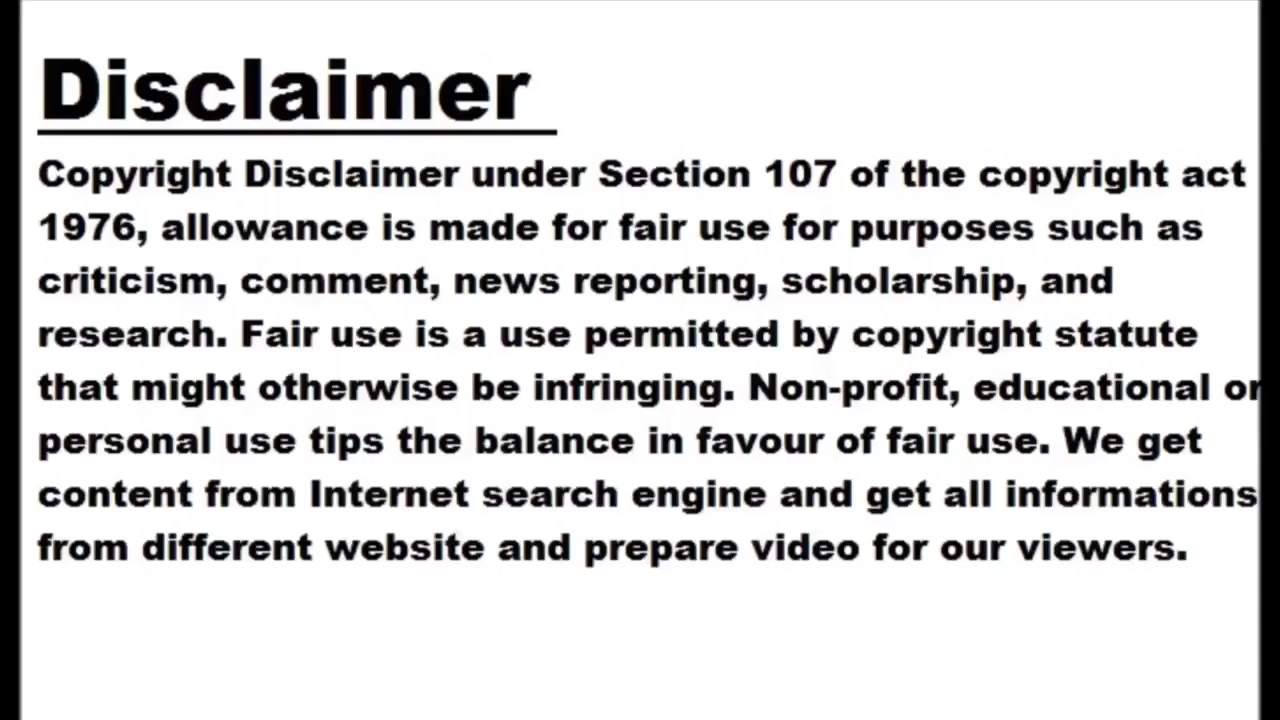 Disclaimer
Copyright Disclaimer under Section 107 of the copyright act
1976, allowance is made for fair use for purposes such as
criticism, comment, news reporting, scholarship, and
research. Fair use is a use permitted by copyright statute
that might otherwise be infringing. Non-profit, educational or
personal use tips the balance in favour of fair use. We get
content from Internet search engine and get all informations
from different website and prepare video for our viewers.